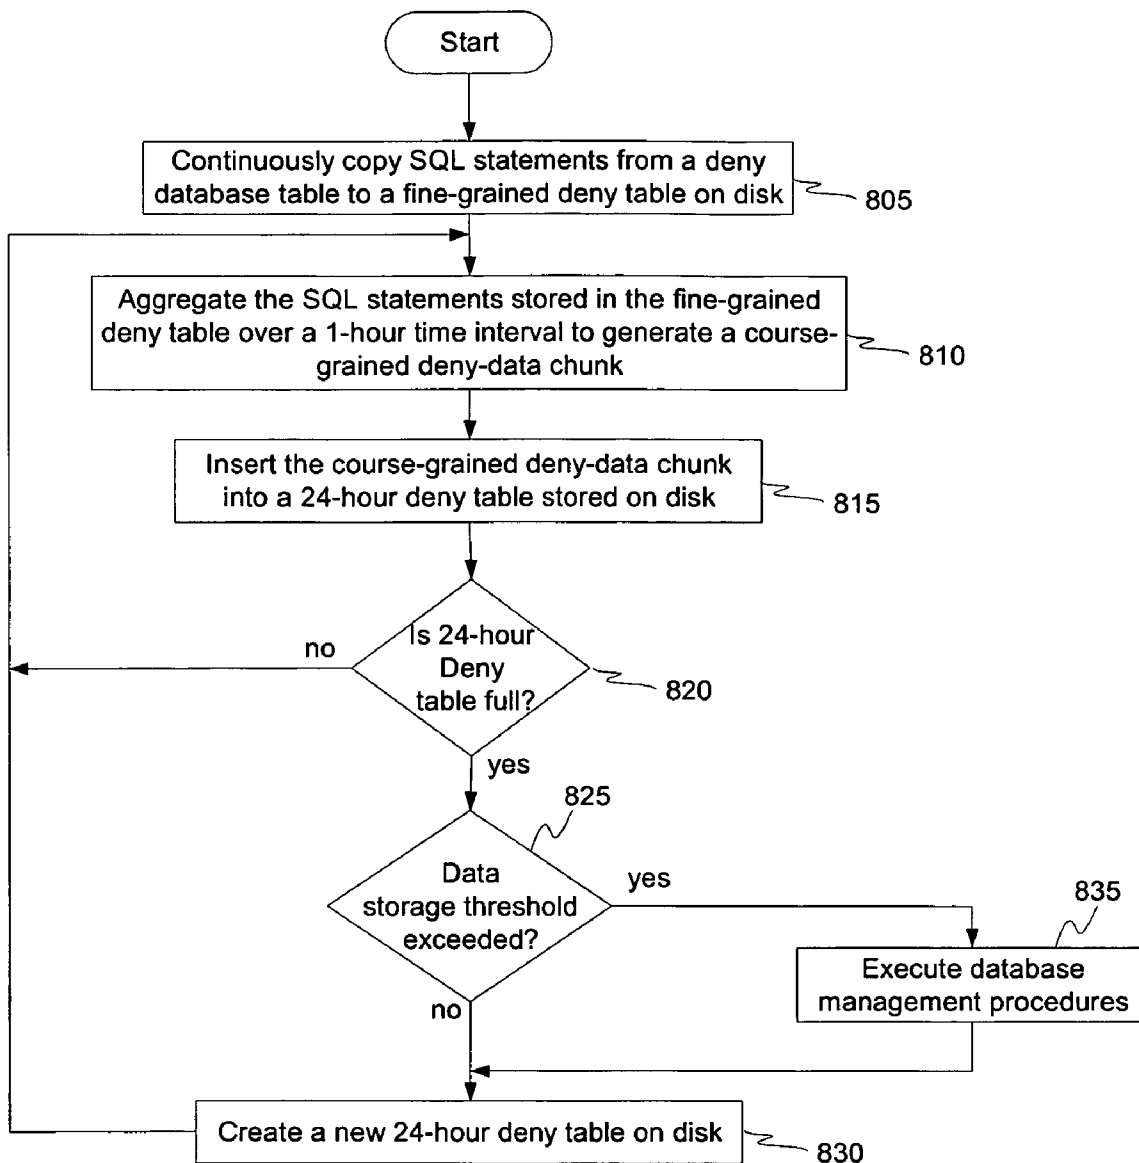 Start
Continuously copy SQL statements from a deny
database table to a fine-grained deny table on disk
805
Aggregate the SQL statements stored in the fine-grained
deny table over a 1-hour time interval to generate a course-
grained deny-data chunk
810
Insert the course-grained deny-data chunk
into a 24-hour deny table stored on disk
815
Is 24-hour
Deny
table full?
no
820
yes
825
Data
storage threshold
exceeded?
yes
835
Execute database
management procedures
no
Create a new 24-hour deny table on disk
830